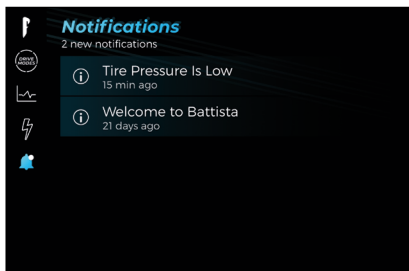 Notifications
2 new notifications
DRIVE
MODES
Tire Pressure Is Low
15 min ago
Welcome to Battista
21 days ago